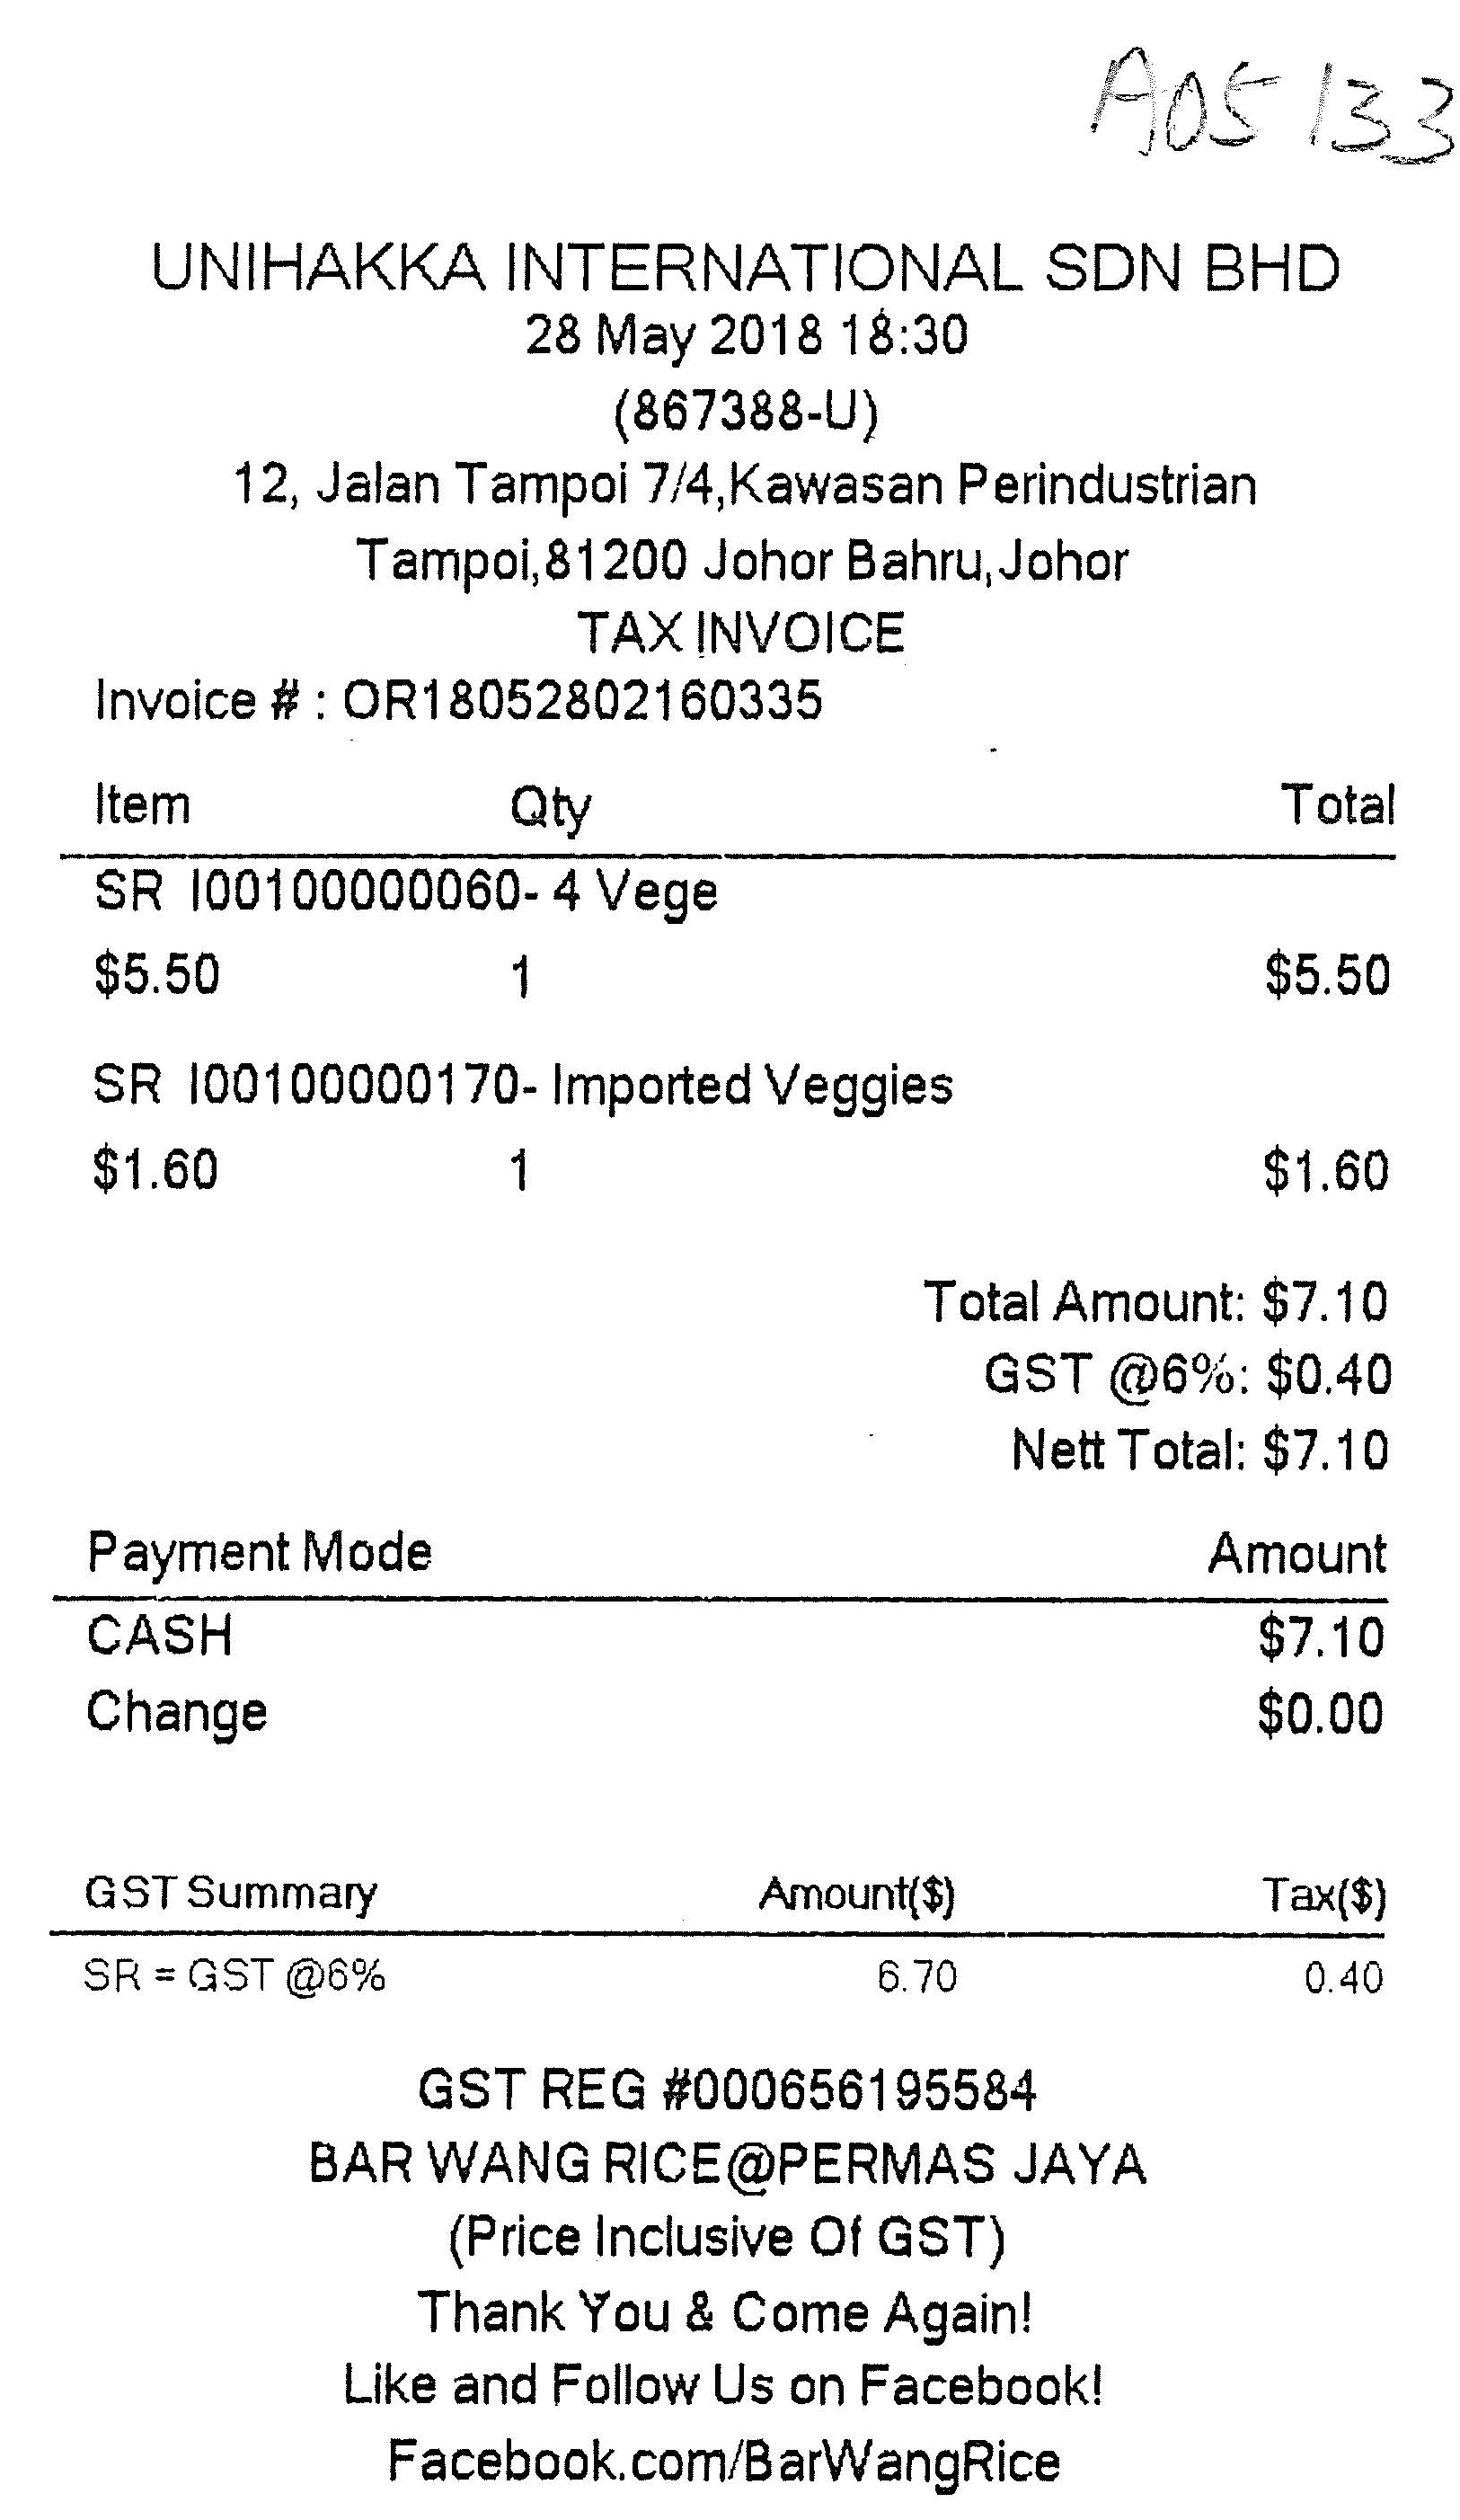 A05 133
UNIHAKKA INTERNATIONAL SDN BHD
28 May 2018 18:30
(867388-U)
12, Jalan Tampoi 7/4,Kawasan Perindustrian
Tampoi,81200 Johor Bahru,Johor
TAX INVOICE
Invoice # : OR18052802160335
Item Qty Total
SR I00100000060- 4 Vege
$5.50 1 $5.50
SR I00100000170- Imported Veggies
$1.60 1 $1.60
Total Amount: $7.10
GST @6%: $0.40
Nett Total: $7.10
Payment Mode Amount
CASH $7.10
Change $0.00
GST Summary Amount($) Tax($)
SR = GST @6% 6.70 0.40
GST REG #000656195584
BAR WANG RICE@PERMAS JAYA
(Price Inclusive Of GST)
Thank You & Come Again!
Like and Follow Us on Facebook!
Facebook.com/BarWangRice